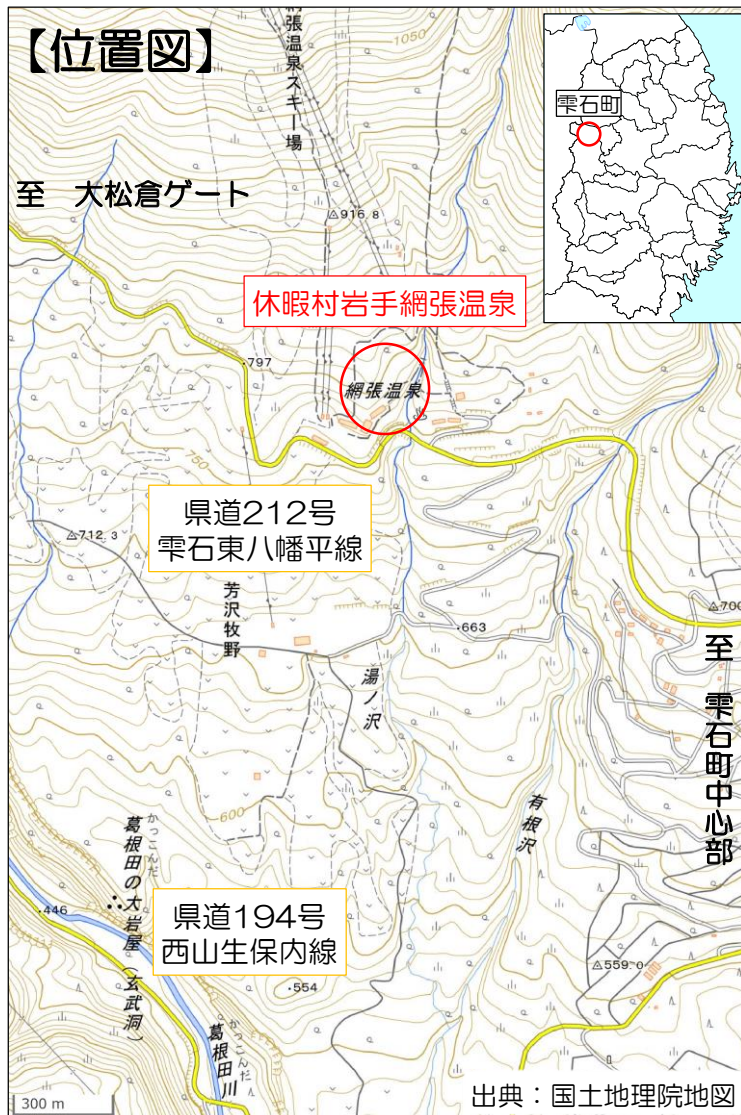 【位置図】
網張温泉スキー場
1050
雫石町
至 大松倉ゲート
916.8
休暇村岩手網張温泉
797
網張温泉
750
県道212号
雫石東八幡平線
712.3
芳沢牧野
663
700
至 雫石町中心部
湯ノ沢
600
有根沢
かっこんだ
葛根田の大岩屋(玄武洞)
446
県道194号
西山生保内線
559.0
554
かっこんだ
葛根田川
300 m
出典:国土地理院地図